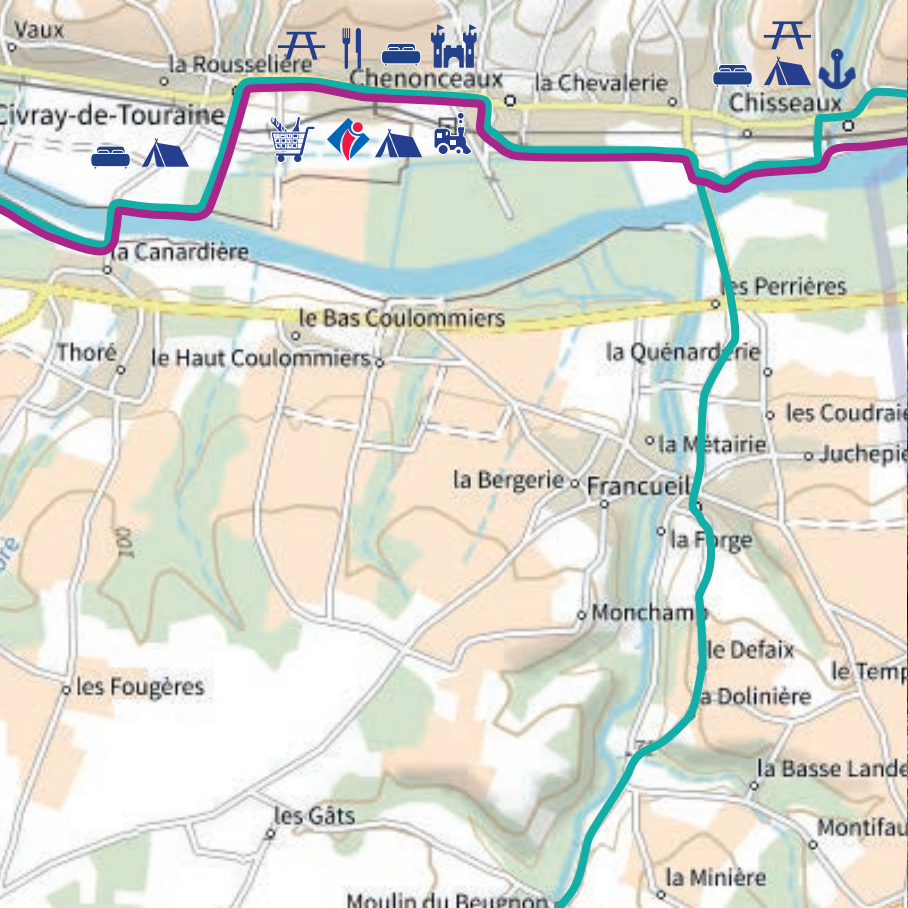 Vaux
la Rousselière
Chenonceaux
la Chevalerie
Chisseaux
Civray-de-Touraine
la Canardière
les Perrières
le Bas Coulommiers
Thoré
le Haut Coulommiers
la Quénarderie
les Coudraie
la Métairie
Juchepie
la Bergerie
Francueil
100
la Forge
Monchamp
le Defaix
le Temp
les Fougères
la Dolinière
la Basse Lande
les Gâts
Montifau
la Minière
Moulin du Beugnon